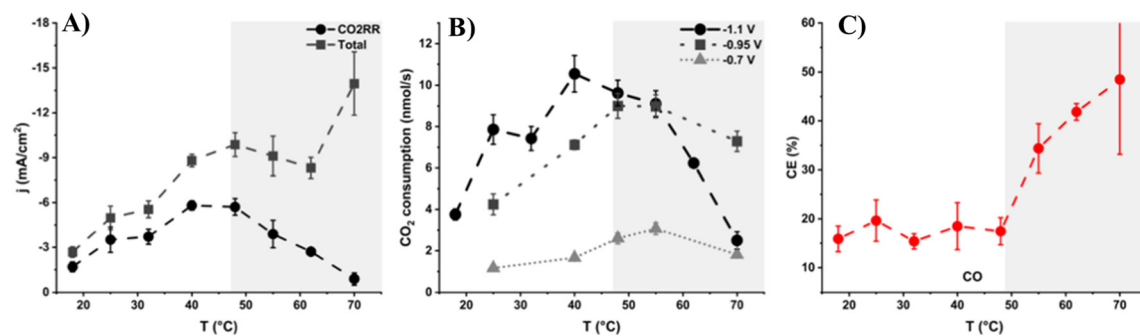 A)
-18
-15
-12
-9
-6
-3
0
j (mA/cm²)
20 30 40 50 60 70
T (°C)
CO2RR
Total
B)
12
10
8
6
4
2
0
CO₂ consumption (nmol/s)
20 30 40 50 60 70
T (°C)
-1.1 V
-0.95 V
-0.7 V
C)
60
50
40
30
20
10
CE (%)
CO
20 30 40 50 60 70
T (°C)